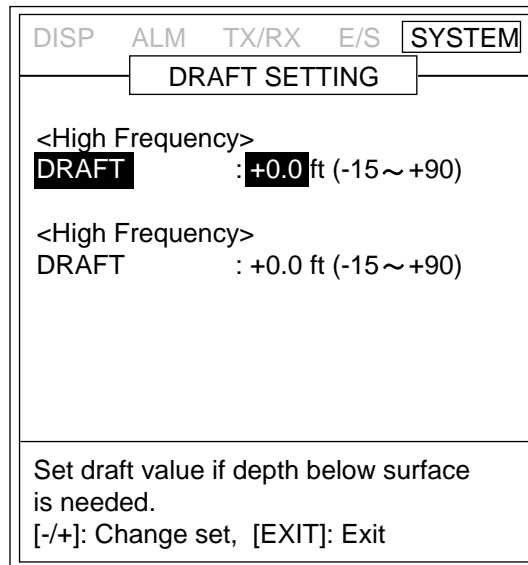 DISP ALM TX/RX E/S SYSTEM
DRAFT SETTING
<High Frequency>
DRAFT : +0.0 ft (-15～+90)
<High Frequency>
DRAFT : +0.0 ft (-15～+90)
Set draft value if depth below surface
is needed.
[-/+]: Change set, [EXIT]: Exit